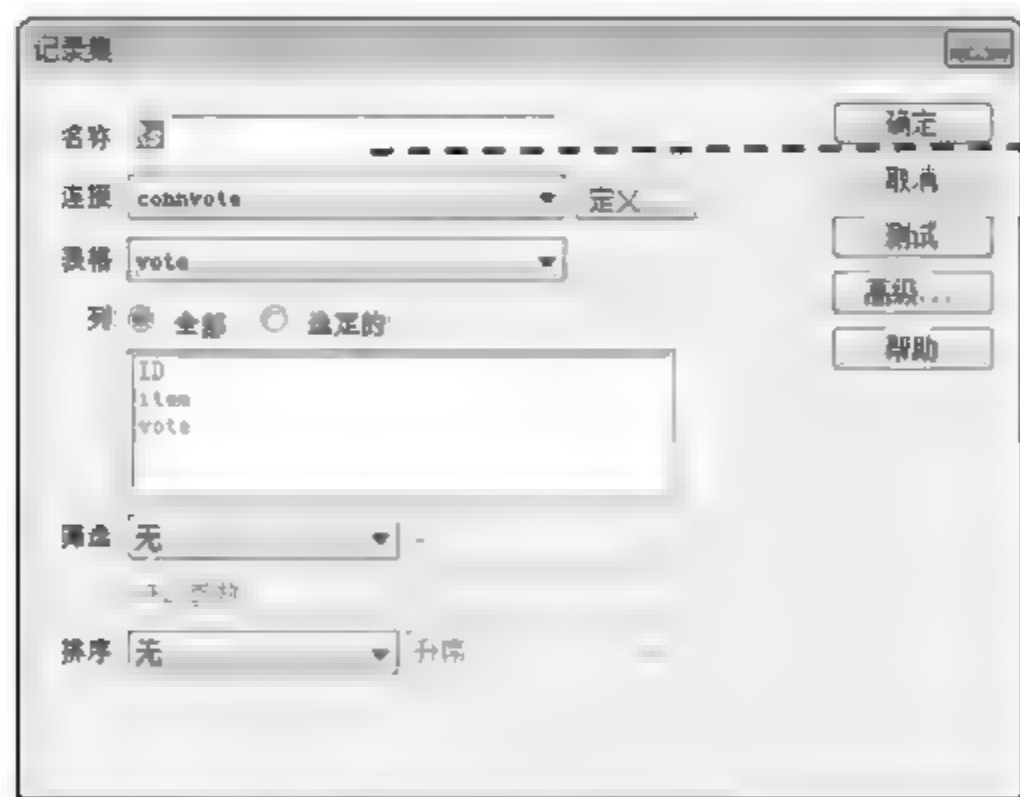 记录集
名称 Rs
确定
连接 connvote 定义
取消
表格 vote
测试
列 全部 选定的
高级...
帮助
ID
item
vote
筛选 无
排序 无 升序